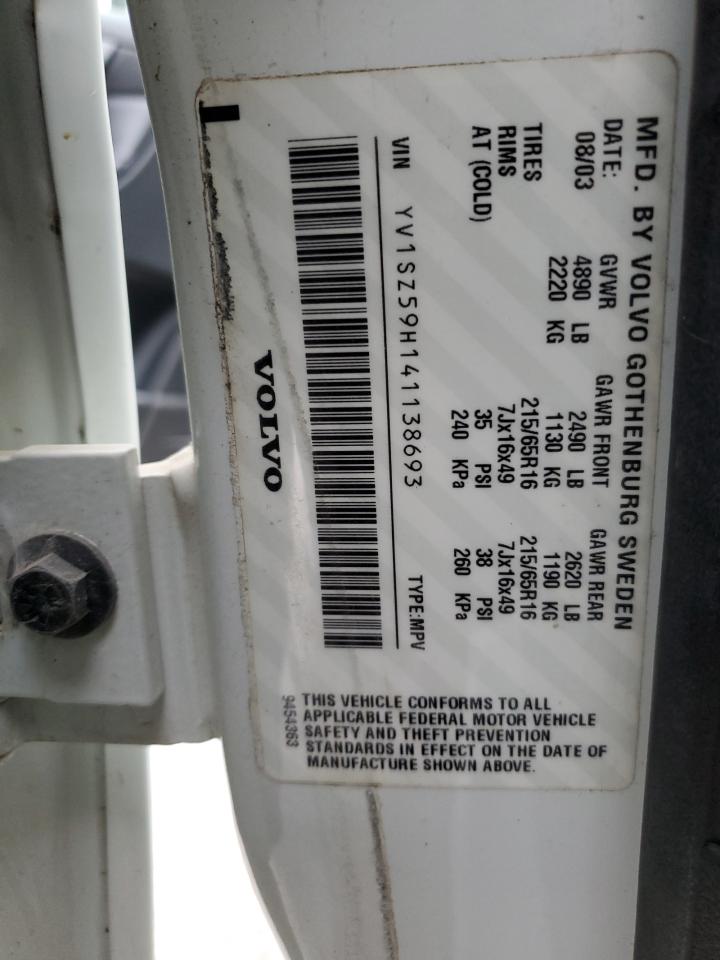 MFD. BY VOLVO GOTHENBURG SWEDEN
DATE: GVWR GAWR FRONT GAWR REAR
08/03 4890 LB 2490 LB 2620 LB
2220 KG 1130 KG 1190 KG
TIRES 215/65R16 215/65R16
RIMS 7Jx16x49 7Jx16x49
AT (COLD) 35 PSI 38 PSI
240 KPa 260 KPa
VIN YV1SZ59H141138693 TYPE:MPV
VOLVO
THIS VEHICLE CONFORMS TO ALL
APPLICABLE FEDERAL MOTOR VEHICLE
SAFETY AND THEFT PREVENTION
STANDARDS IN EFFECT ON THE DATE OF
MANUFACTURE SHOWN ABOVE.
9454363